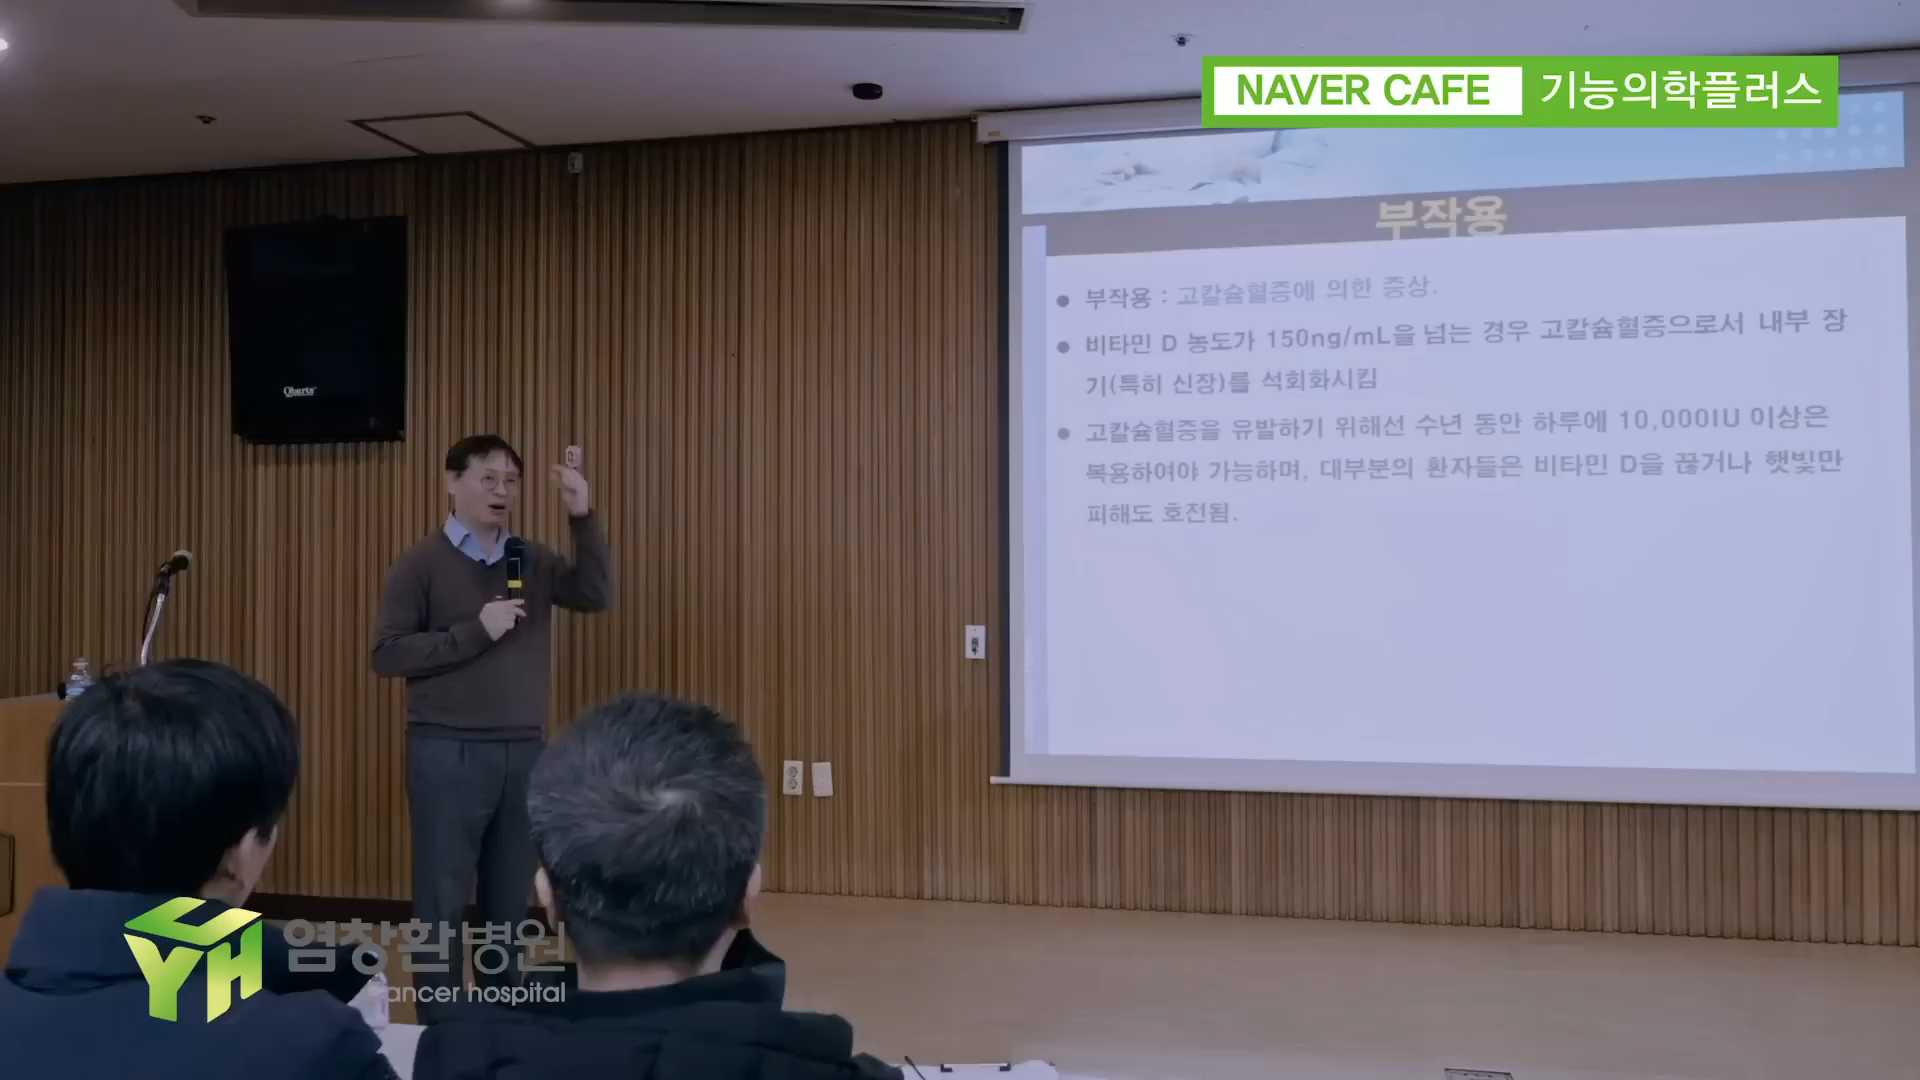 NAVER CAFE 기능의학플러스
부작용
부작용 : 고칼슘혈증에 의한 증상.
비타민 D 농도가 150ng/mL을 넘는 경우 고칼슘혈증으로서 내부 장
기(특히 신장)를 석회화시킴
고칼슘혈증을 유발하기 위해선 수년 동안 하루에 10,000IU 이상은
복용하여야 가능하며, 대부분의 환자들은 비타민 D을 끊거나 햇빛만
피해도 호전됨.
Qbarts
YH
염창환병원
cancer hospital